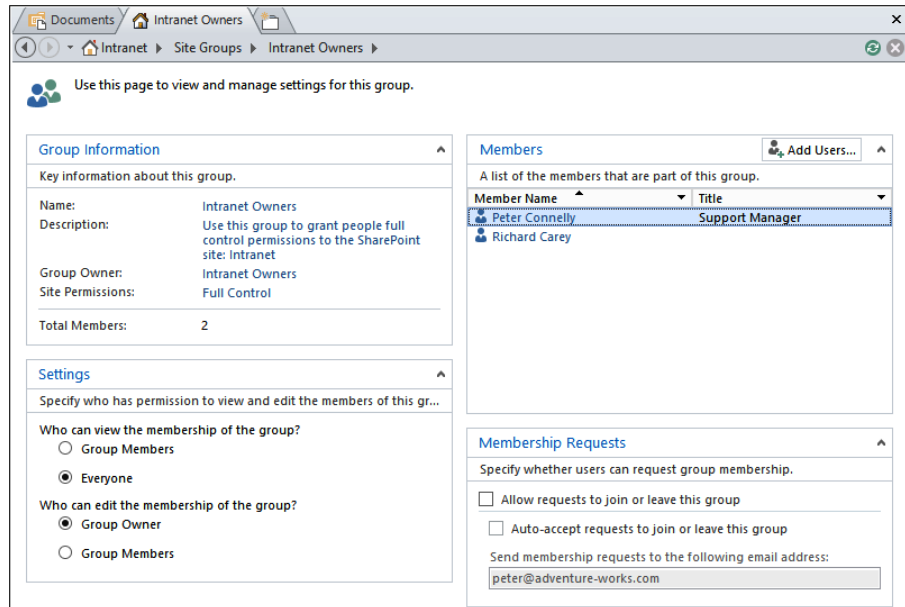 Documents
Intranet Owners
Intranet
Site Groups
Intranet Owners
Use this page to view and manage settings for this group.
Group Information
Key information about this group.
Name:
Intranet Owners
Description:
Use this group to grant people full
control permissions to the SharePoint
site: Intranet
Group Owner:
Intranet Owners
Site Permissions:
Full Control
Total Members:
2
Settings
Specify who has permission to view and edit the members of this gr...
Who can view the membership of the group?
Group Members
Everyone
Who can edit the membership of the group?
Group Owner
Group Members
Members
Add Users...
A list of the members that are part of this group.
Member Name
Title
Peter Connelly
Support Manager
Richard Carey
Membership Requests
Specify whether users can request group membership.
Allow requests to join or leave this group
Auto-accept requests to join or leave this group
Send membership requests to the following email address:
peter@adventure-works.com